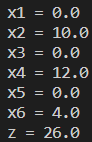 x1 = 0.0
x2 = 10.0
x3 = 0.0
x4 = 12.0
x5 = 0.0
x6 = 4.0
z = 26.0